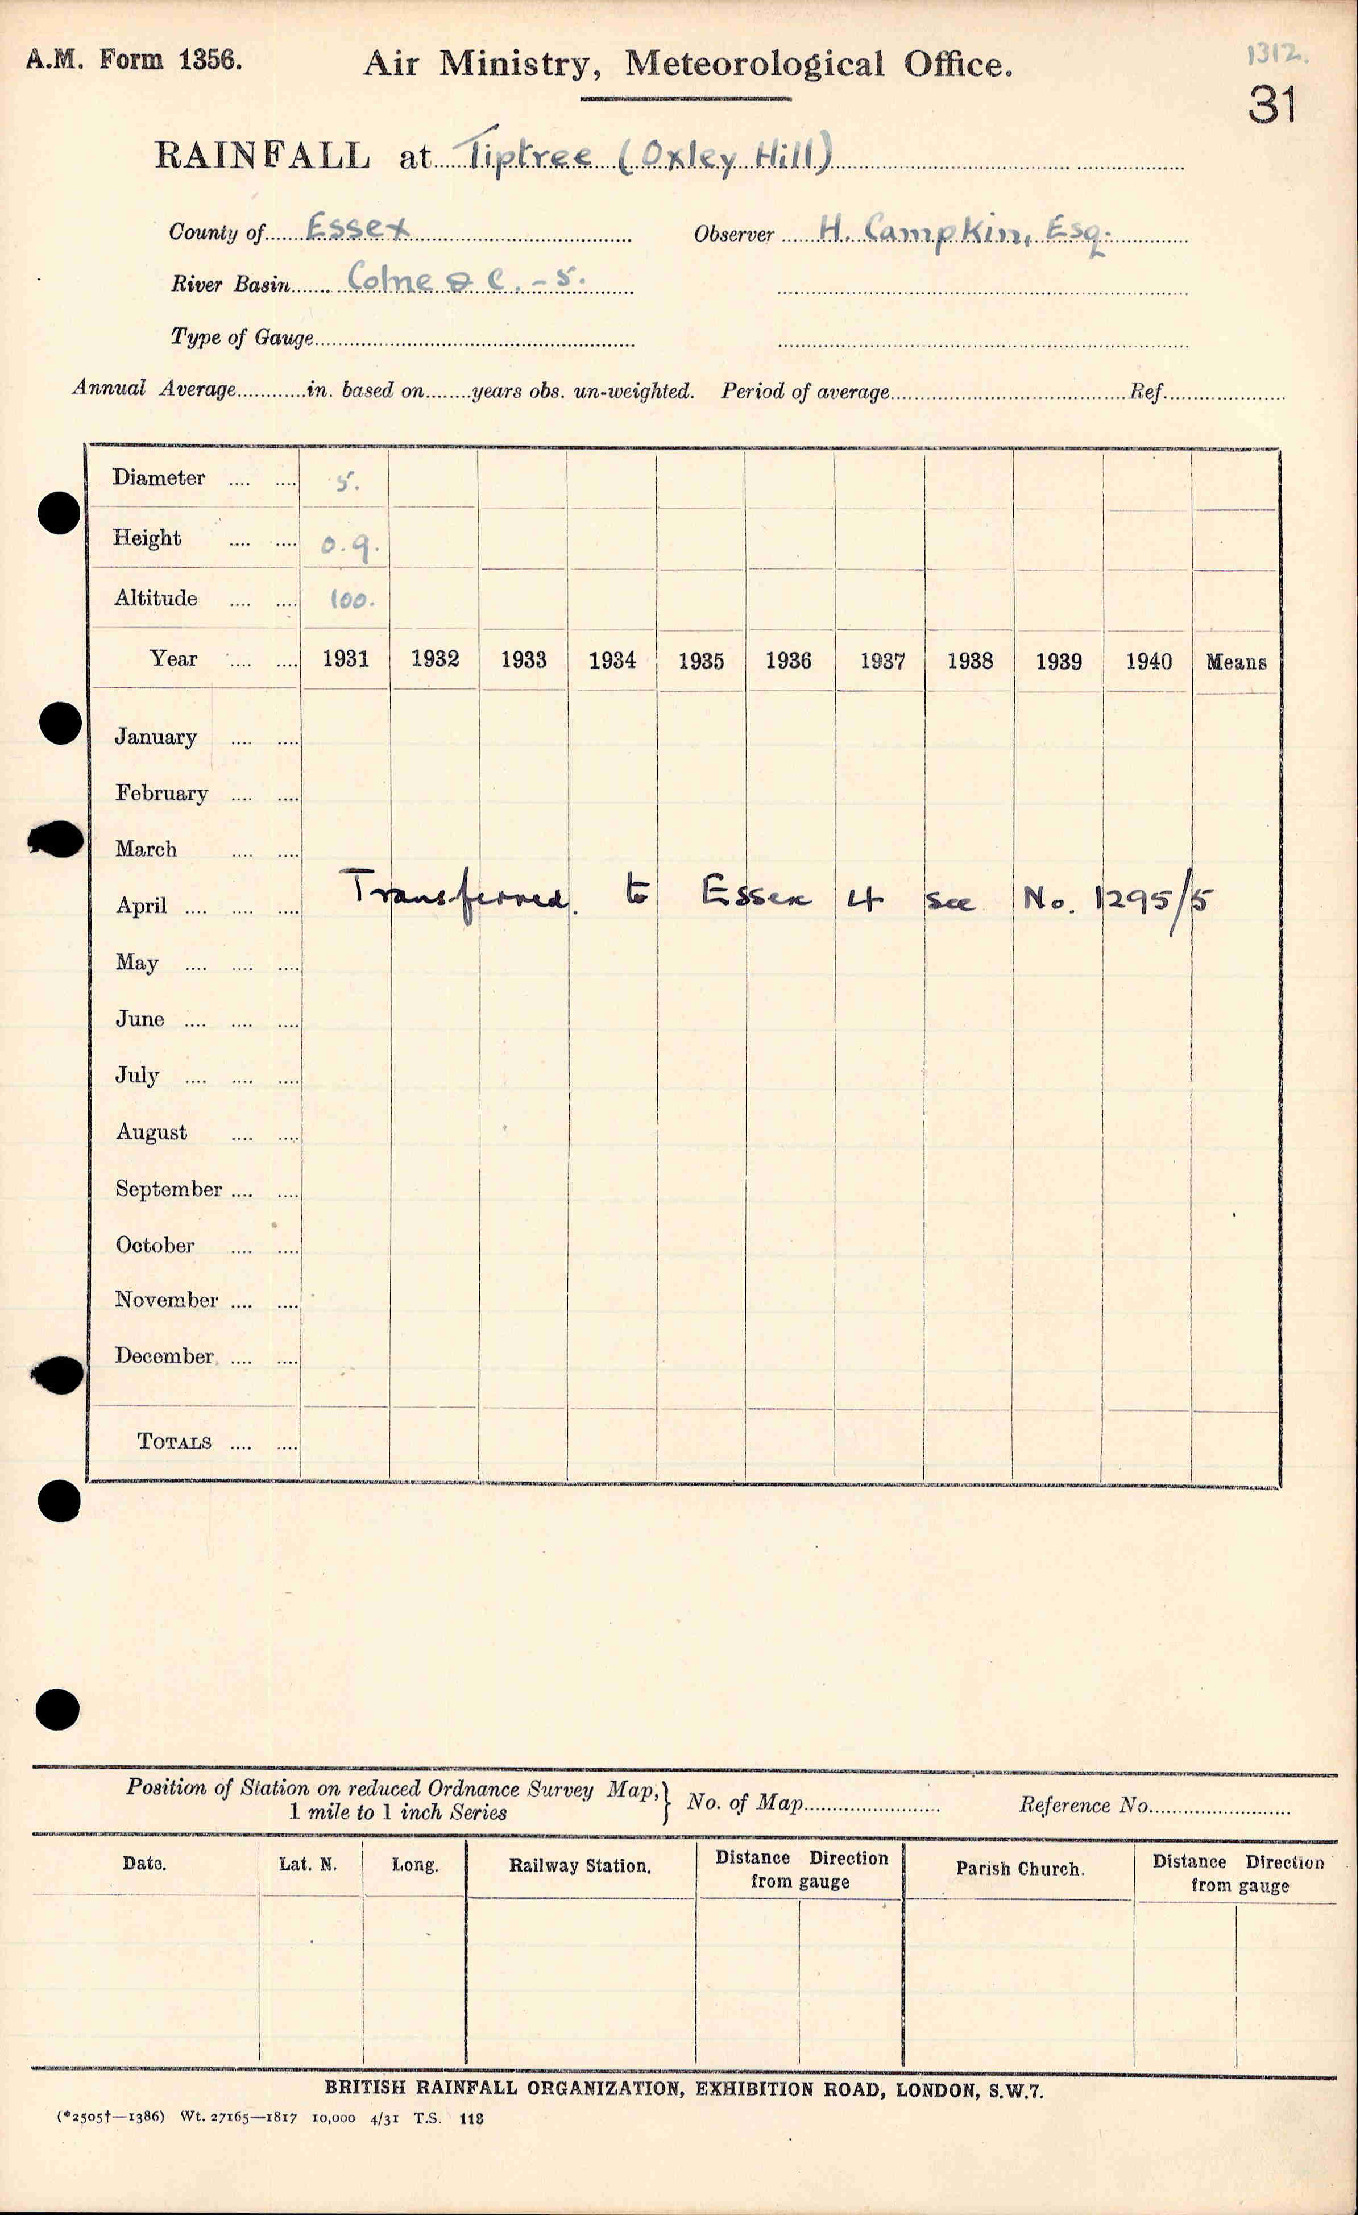 A.M. Form 1356.
Air Ministry, Meteorological Office.
1312.
31
RAINFALL at Tiptree (Oxley Hill)
County of Essex
Observer H. Campkin, Esq.
River Basin Colne & C. - 5.
Type of Gauge
Annual Average in. based on years obs. un-weighted. Period of average Ref.
Diameter 5.
Height 0.9.
Altitude 100.
Year 1931 1932 1933 1934 1935 1936 1937 1938 1939 1940 Means
January
February
March
April
Transferred to Essex 4 see No. 1295/5
May
June
July
August
September
October
November
December
TOTALS
Position of Station on reduced Ordnance Survey Map,
1 mile to 1 inch Series
No. of Map
Reference No.
Date. Lat. N. Long. Railway Station. Distance Direction from gauge Parish Church. Distance Direction from gauge
BRITISH RAINFALL ORGANIZATION, EXHIBITION ROAD, LONDON, S.W.7.
(*2505†—1386) Wt. 27165—1817 10,000 4/31 T.S. 118